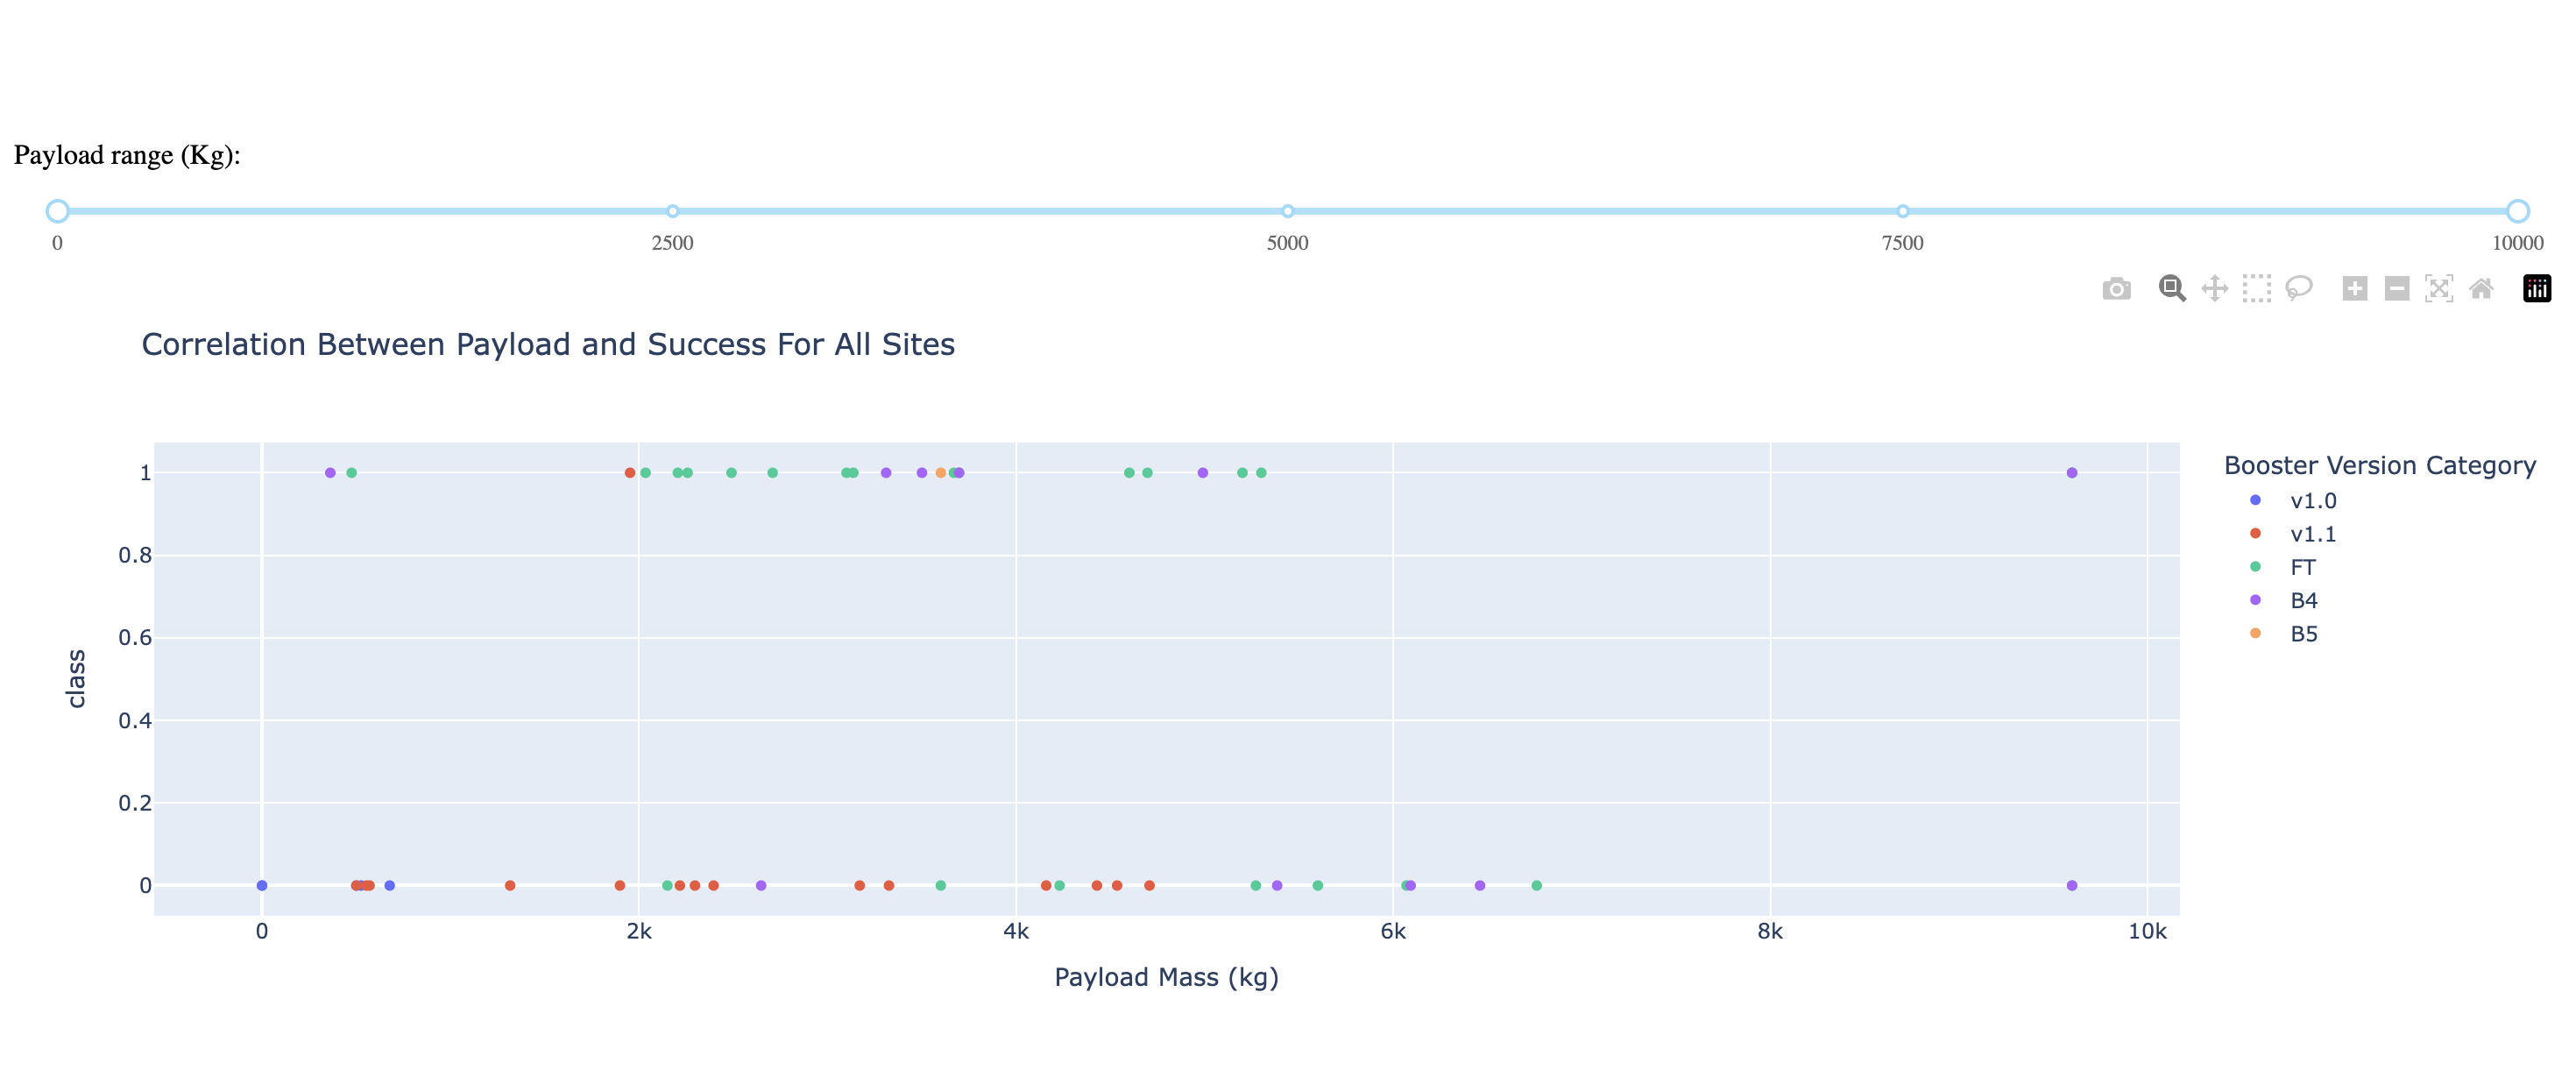 Payload range (Kg):
0 2500 5000 7500 10000
Correlation Between Payload and Success For All Sites
Booster Version Category
v1.0
v1.1
FT
B4
B5
class
1
0.8
0.6
0.4
0.2
0
0 2k 4k 6k 8k 10k
Payload Mass (kg)